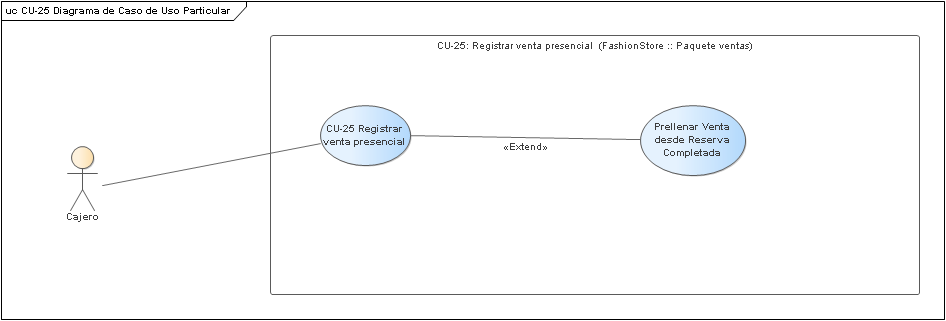 uc CU-25 Diagrama de Caso de Uso Particular
CU-25: Registrar venta presencial (FashionStore :: Paquete ventas)
CU-25 Registrar
venta presencial
Prellenar Venta
desde Reserva
Completada
«Extend»
Cajero